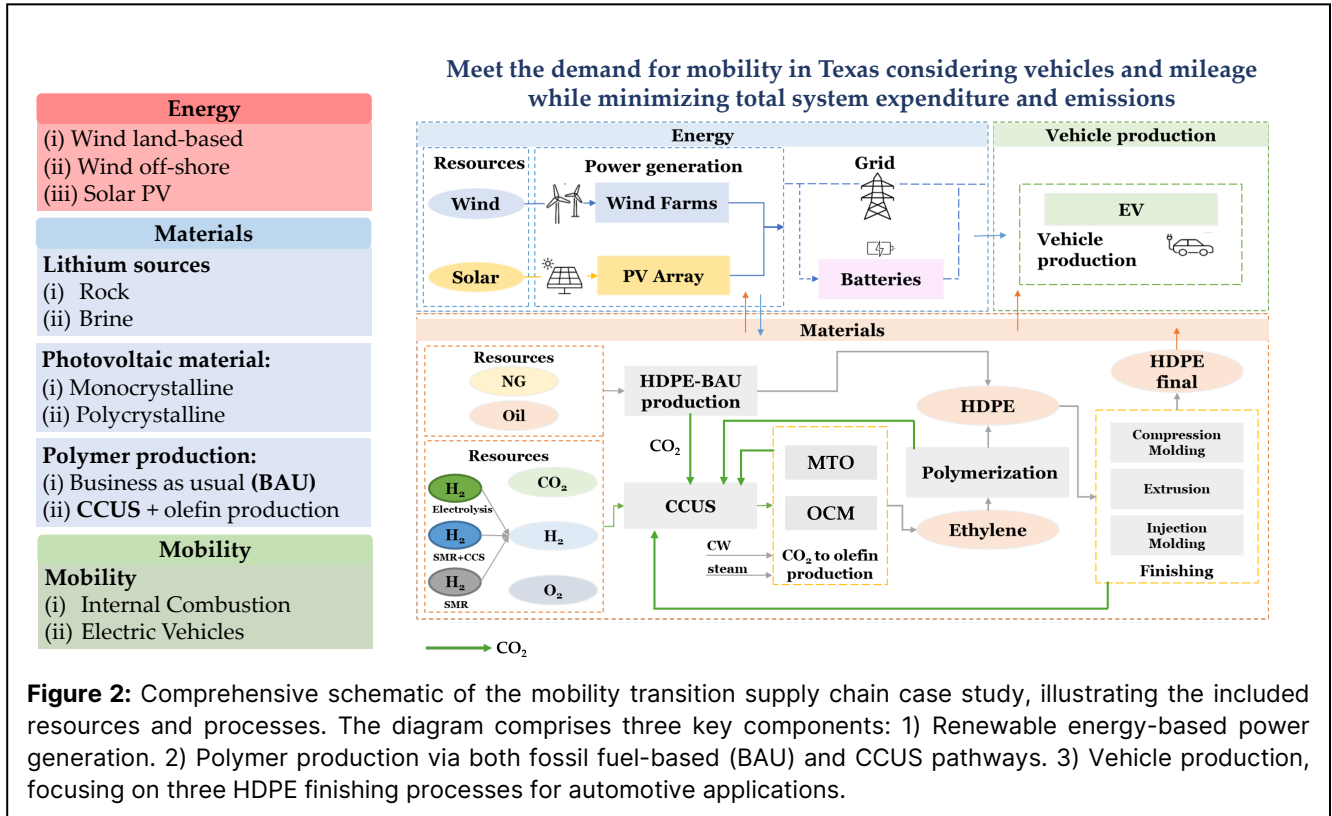 Meet the demand for mobility in Texas considering vehicles and mileage
while minimizing total system expenditure and emissions
Energy
(i) Wind land-based
(ii) Wind off-shore
(iii) Solar PV
Materials
Lithium sources
(i) Rock
(ii) Brine
Photovoltaic material:
(i) Monocrystalline
(ii) Polycrystalline
Polymer production:
(i) Business as usual (BAU)
(ii) CCUS + olefin production
Mobility
Mobility
(i) Internal Combustion
(ii) Electric Vehicles
Energy
Resources
Wind
Solar
Power generation
Wind Farms
PV Array
Grid
Batteries
Vehicle production
EV
Vehicle
production
Materials
Resources
NG
Oil
HDPE-BAU
production
CO₂
Resources
H₂
Electrolysis
H₂
SMR+CCS
H₂
SMR
CO₂
H₂
O₂
CCUS
CW
steam
MTO
OCM
CO₂ to olefin
production
HDPE
Polymerization
Ethylene
HDPE
final
Compression
Molding
Extrusion
Injection
Molding
Finishing
CO₂
Figure 2: Comprehensive schematic of the mobility transition supply chain case study, illustrating the included
resources and processes. The diagram comprises three key components: 1) Renewable energy-based power
generation. 2) Polymer production via both fossil fuel-based (BAU) and CCUS pathways. 3) Vehicle production,
focusing on three HDPE finishing processes for automotive applications.